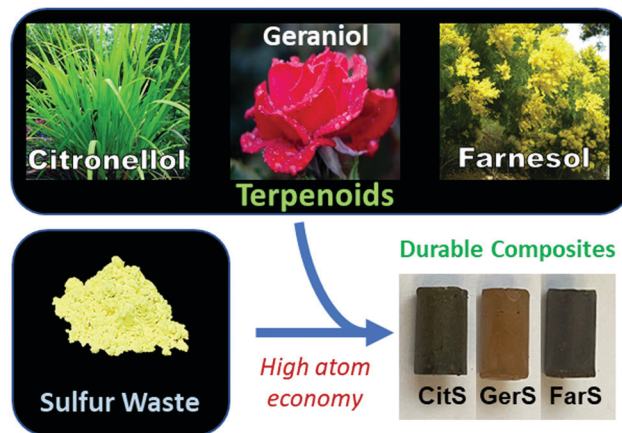 Citronellol
Geraniol
Farnesol
Terpenoids
Sulfur Waste
High atom
economy
Durable Composites
CitS GerS FarS